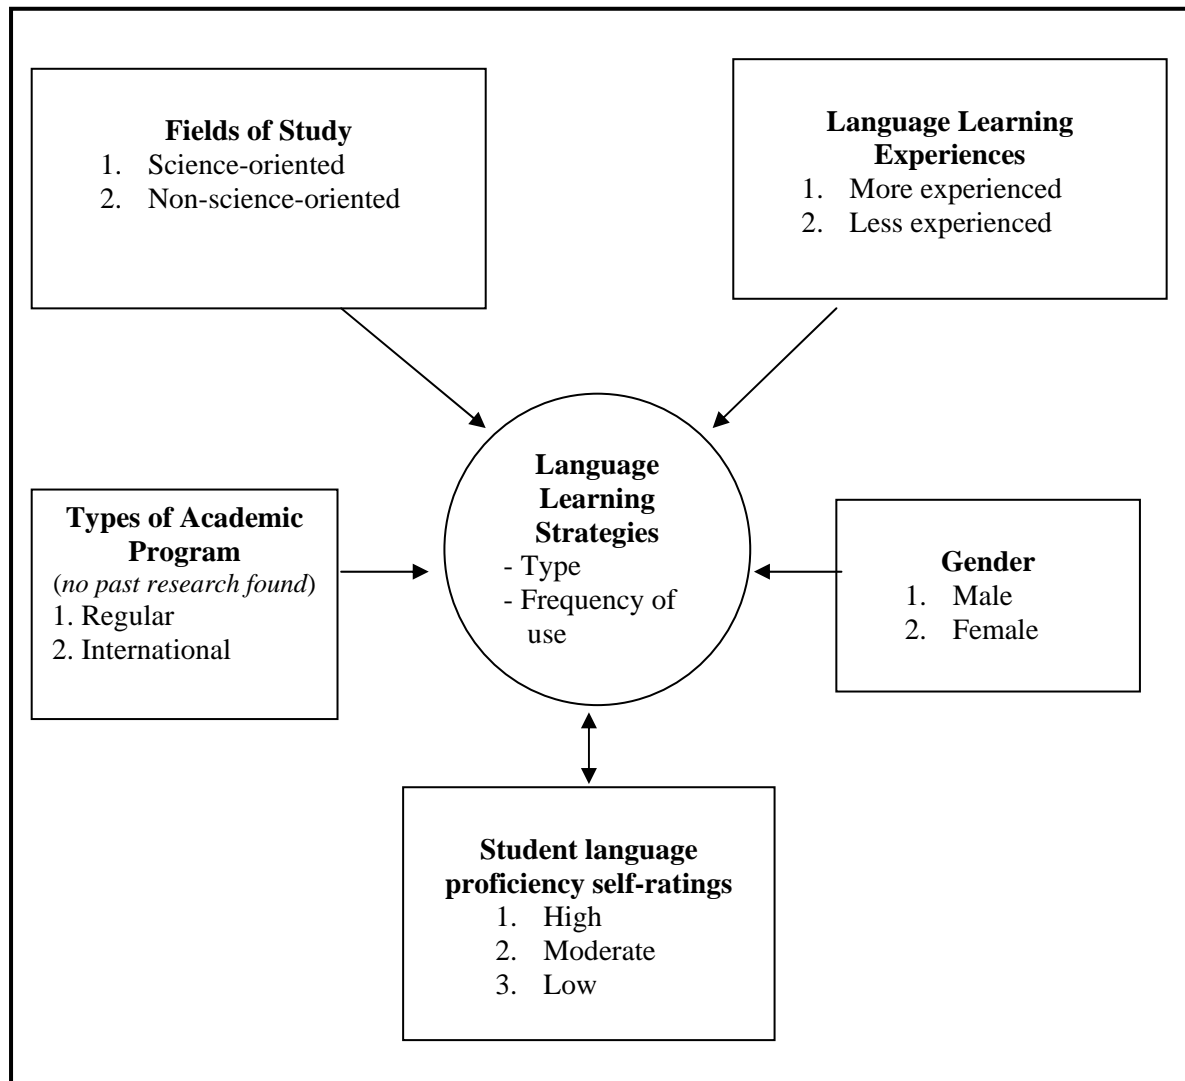 Fields of Study
1. Science-oriented
2. Non-science-oriented
Language Learning
Experiences
1. More experienced
2. Less experienced
Language
Learning
Strategies
- Type
- Frequency of
use
Types of Academic
Program
(no past research found)
1. Regular
2. International
Gender
1. Male
2. Female
Student language
proficiency self-ratings
1. High
2. Moderate
3. Low